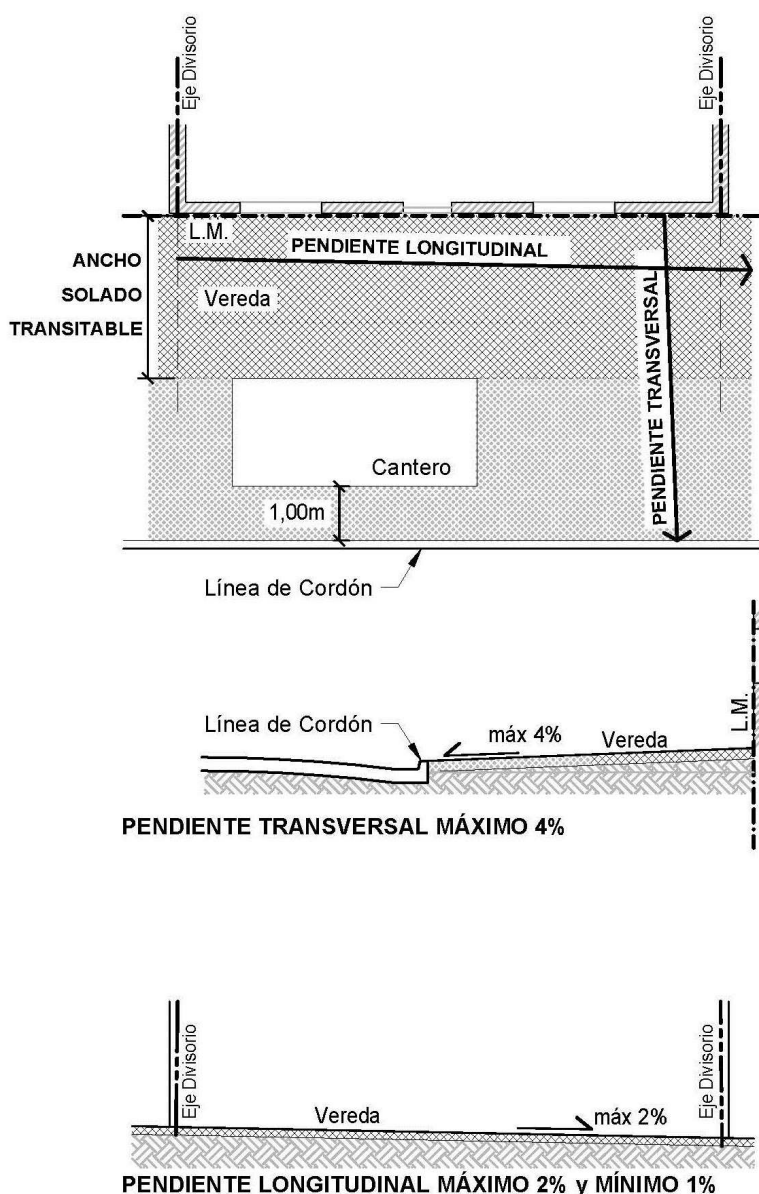 Eje Divisorio
Eje Divisorio
L.M.
PENDIENTE LONGITUDINAL
ANCHO
SOLADO
TRANSITABLE
Vereda
PENDIENTE TRANSVERSAL
Cantero
1,00m
Línea de Cordón
Línea de Cordón
máx 4%
Vereda
L.M.
PENDIENTE TRANSVERSAL MÁXIMO 4%
Eje Divisorio
Eje Divisorio
Vereda
máx 2%
PENDIENTE LONGITUDINAL MÁXIMO 2% y MÍNIMO 1%